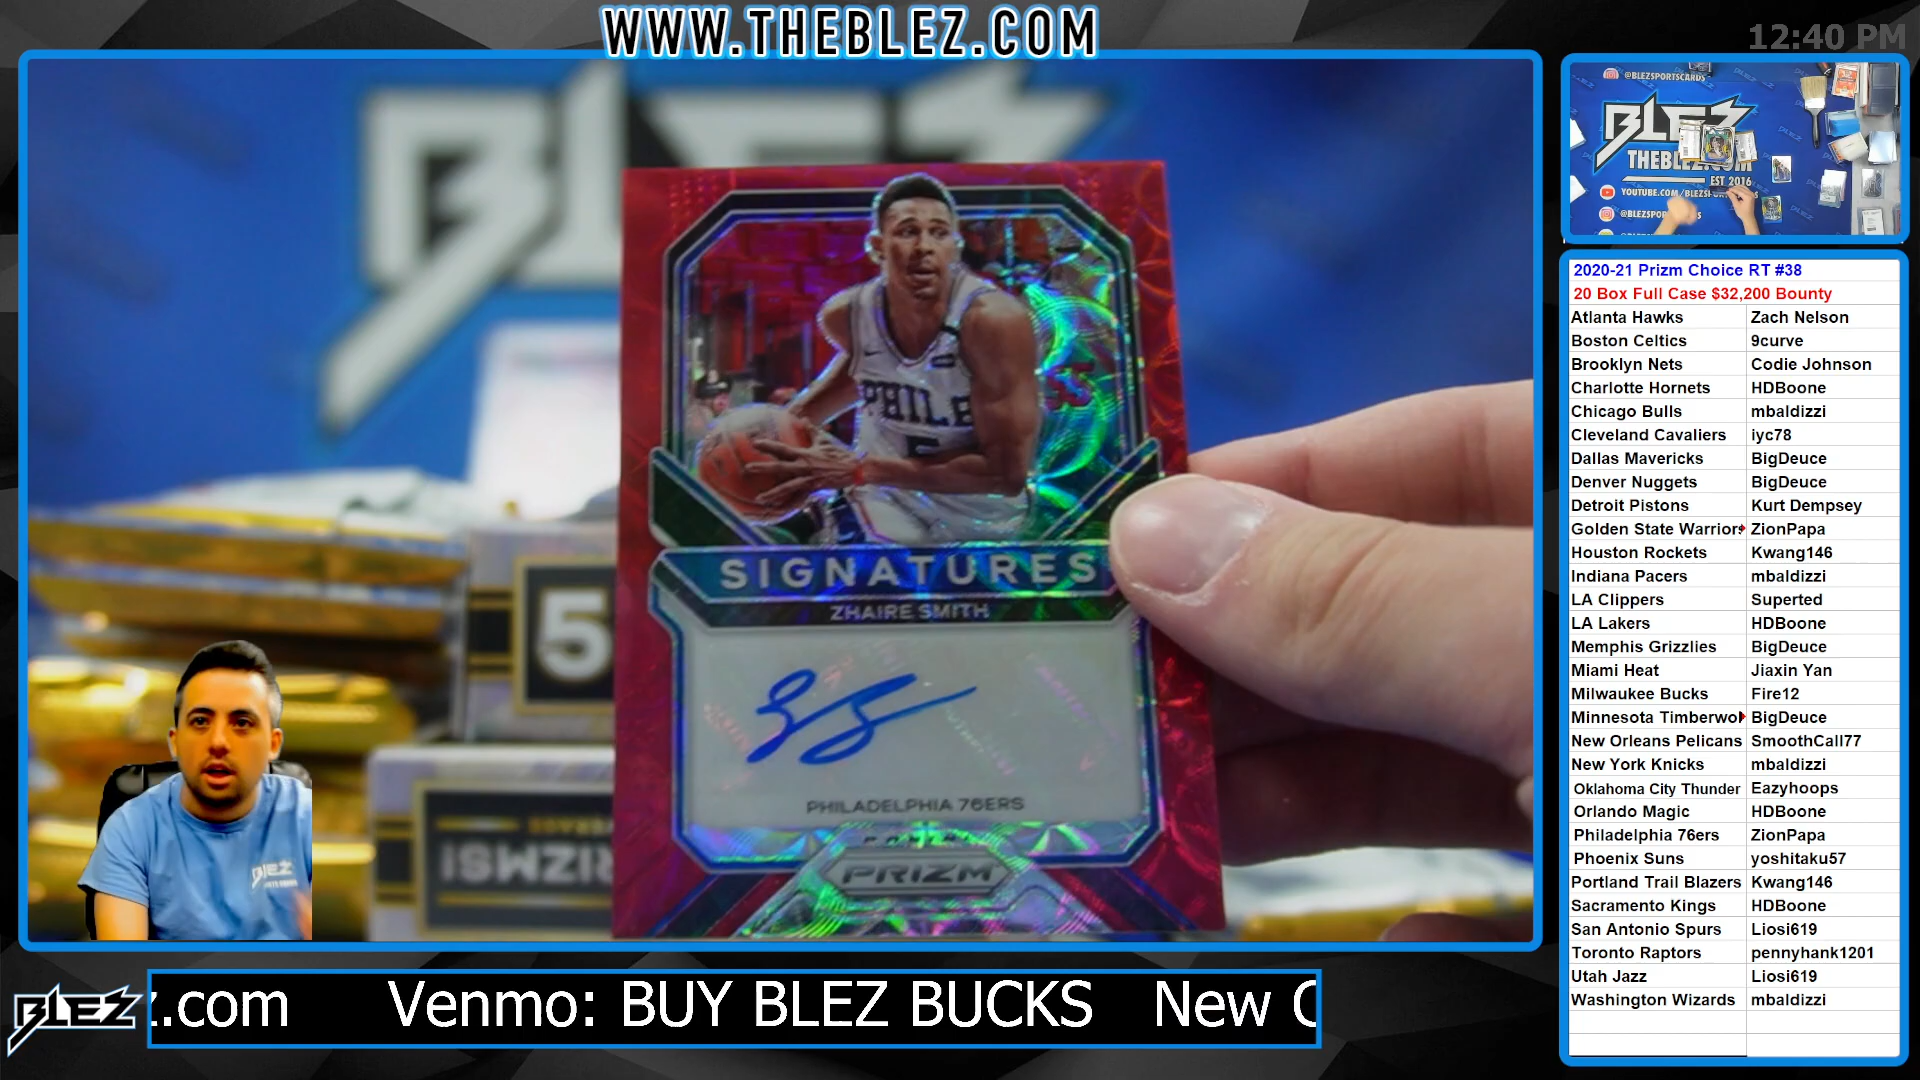 WWW.THEBLEZ.COM
12:40 PM
BLEZ
SIGNATURES
ZHAIRE SMITH
PHILADELPHIA 76ERS
PRIZM
PHILA
55
5
BLEZ
@BLEZSPORTSCARDS
BLEZ
THEBLEZ.COM
EST 2016
2020-21 Prizm Choice RT #38
20 Box Full Case $32,200 Bounty
Atlanta Hawks Zach Nelson
Boston Celtics 9curve
Brooklyn Nets Codie Johnson
Charlotte Hornets HDBoone
Chicago Bulls mbaldizzi
Cleveland Cavaliers iyc78
Dallas Mavericks BigDeuce
Denver Nuggets BigDeuce
Detroit Pistons Kurt Dempsey
Golden State Warriors ZionPapa
Houston Rockets Kwang146
Indiana Pacers mbaldizzi
LA Clippers Superted
LA Lakers HDBoone
Memphis Grizzlies BigDeuce
Miami Heat Jiaxin Yan
Milwaukee Bucks Fire12
Minnesota Timberwol BigDeuce
New Orleans Pelicans SmoothCall77
New York Knicks mbaldizzi
Oklahoma City Thunder Eazyhoops
Orlando Magic HDBoone
Philadelphia 76ers ZionPapa
Phoenix Suns yoshitaku57
Portland Trail Blazers Kwang146
Sacramento Kings HDBoone
San Antonio Spurs Liosi619
Toronto Raptors pennyhank1201
Utah Jazz Liosi619
Washington Wizards mbaldizzi
BLEZ
z.com Venmo: BUY BLEZ BUCKS New